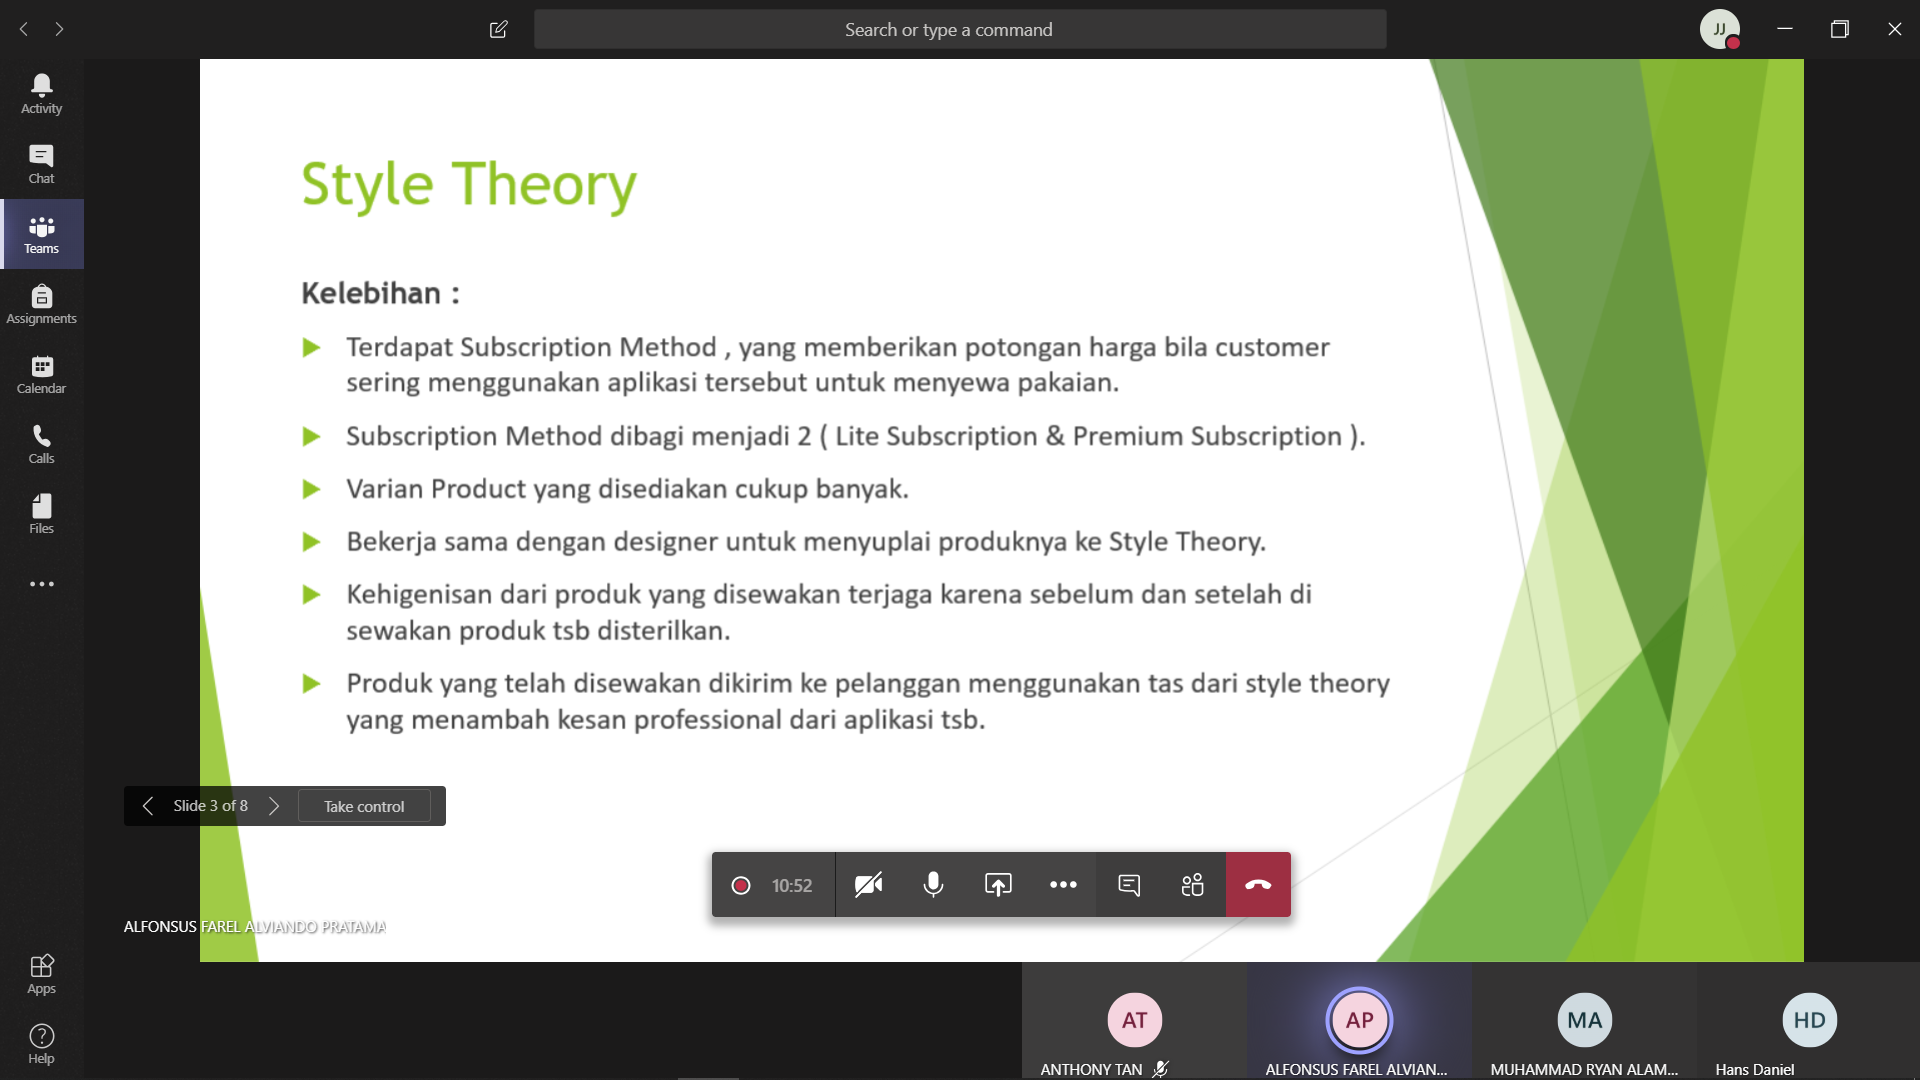 Search or type a command
JJ
Activity
Chat
Teams
Assignments
Calendar
Calls
Files
Apps
Help
Style Theory
Kelebihan :
Terdapat Subscription Method , yang memberikan potongan harga bila customer
sering menggunakan aplikasi tersebut untuk menyewa pakaian.
Subscription Method dibagi menjadi 2 ( Lite Subscription & Premium Subscription ).
Varian Product yang disediakan cukup banyak.
Bekerja sama dengan designer untuk menyuplai produknya ke Style Theory.
Kehigenisan dari produk yang disewakan terjaga karena sebelum dan setelah di
sewakan produk tsb disterilkan.
Produk yang telah disewakan dikirim ke pelanggan menggunakan tas dari style theory
yang menambah kesan professional dari aplikasi tsb.
Slide 3 of 8
Take control
10:52
ALFONSUS FAREL ALVIANDO PRATAMA
AT
ANTHONY TAN
AP
ALFONSUS FAREL ALVIAN...
MA
MUHAMMAD RYAN ALAM...
HD
Hans Daniel